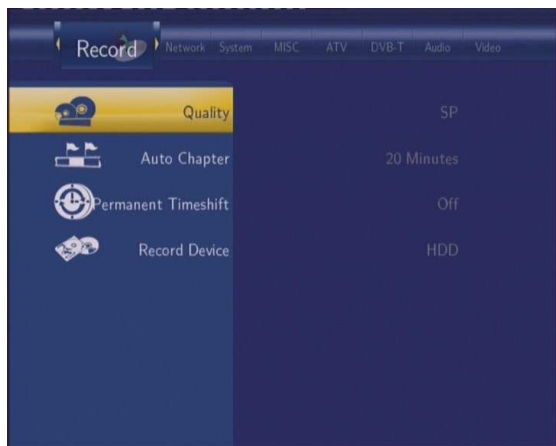 Record Network System MISC ATV DVB-T Audio Video
Quality SP
Auto Chapter 20 Minutes
Permanent Timeshift Off
Record Device HDD